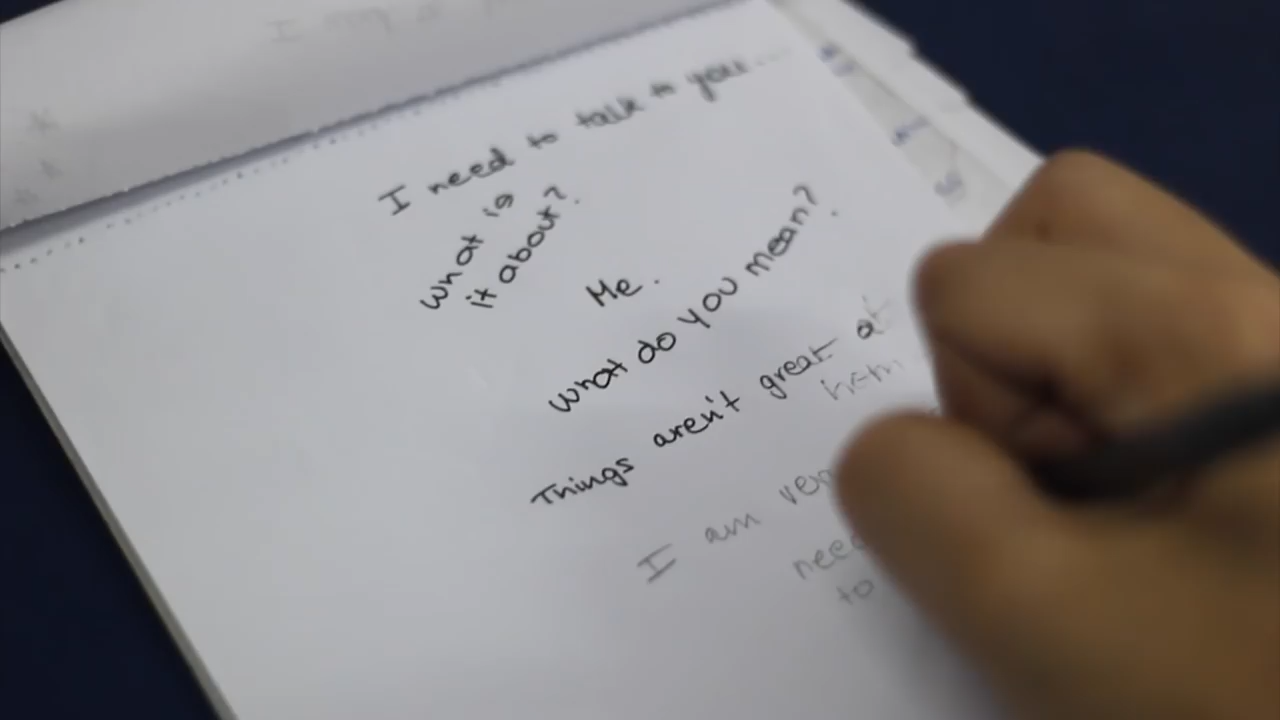 I need to talk to you...
What is
it about?
Me.
What do you mean?
Things aren't great at
I am
to